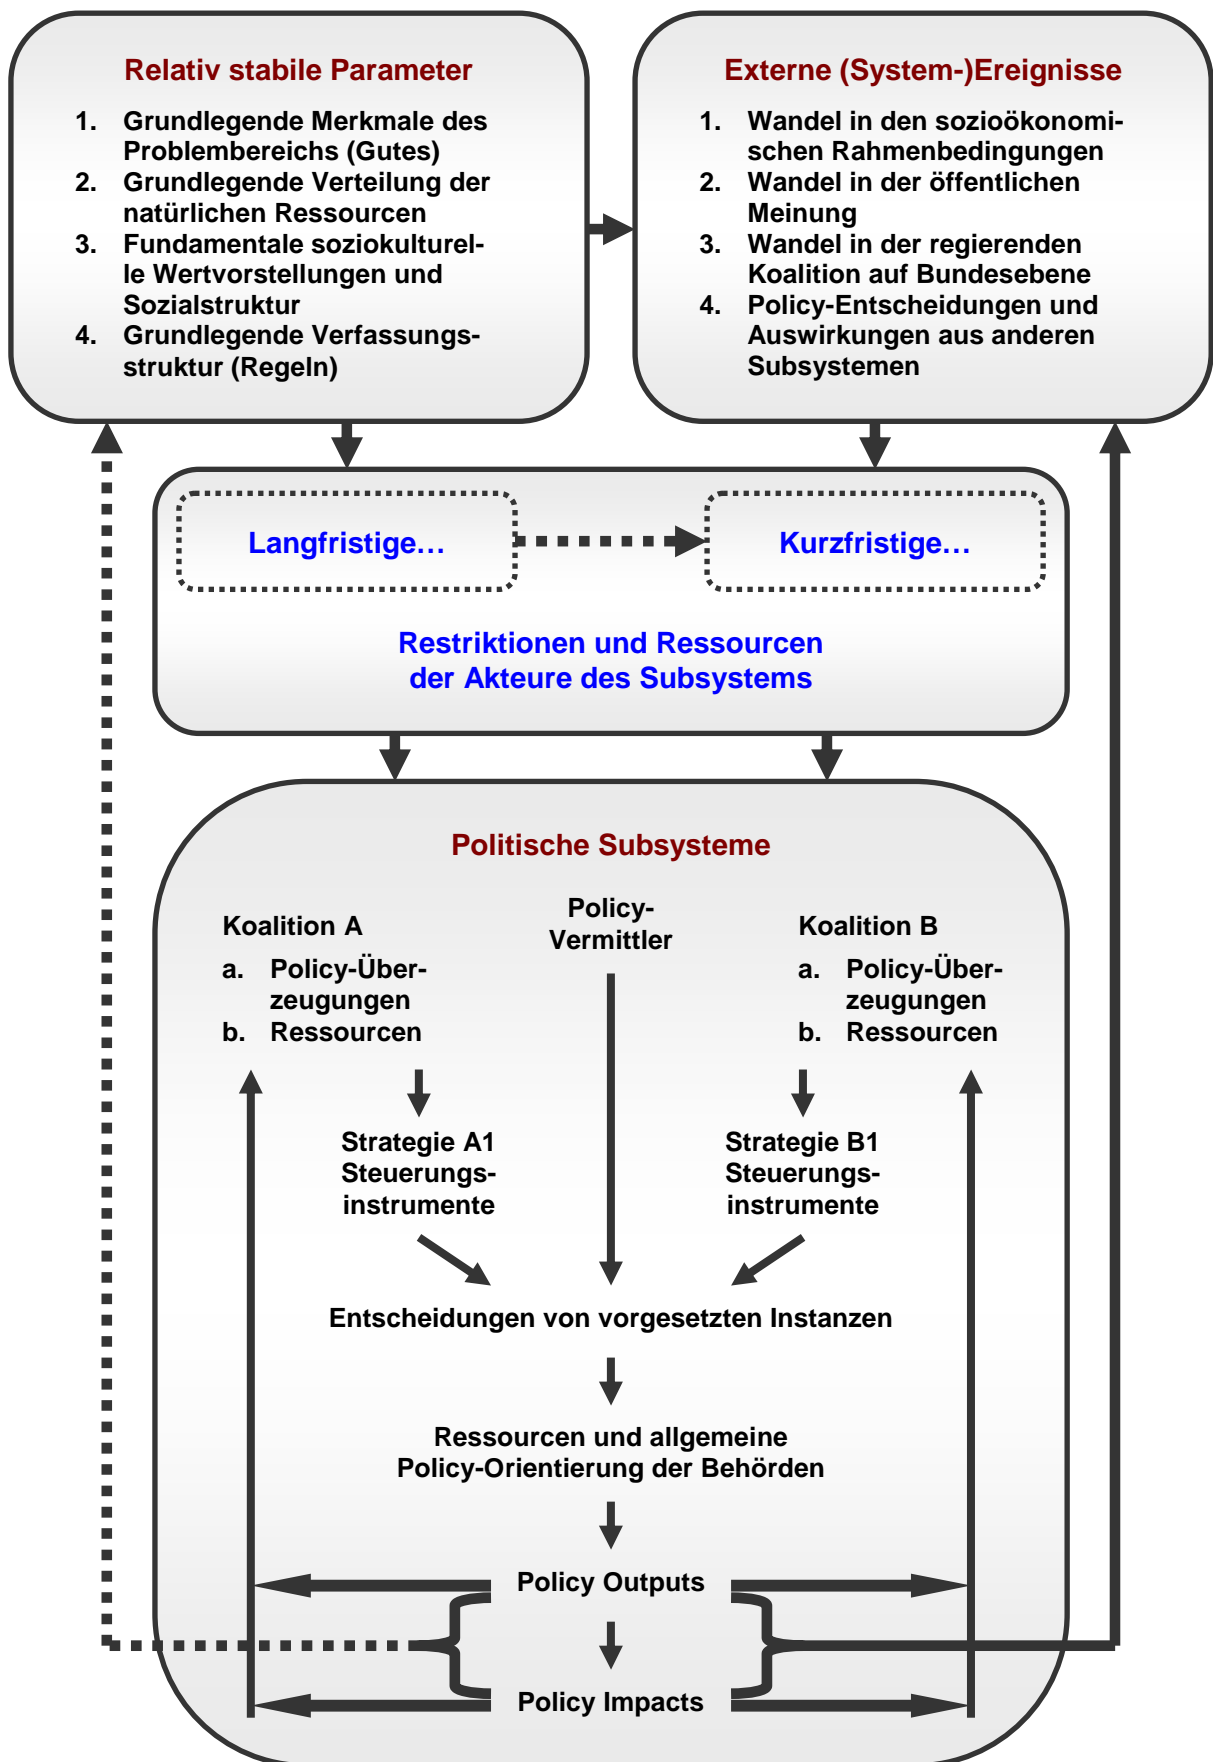 Relativ stabile Parameter
1. Grundlegende Merkmale des
Problembereichs (Gutes)
2. Grundlegende Verteilung der
natürlichen Ressourcen
3. Fundamentale soziokulturel-
le Wertvorstellungen und
Sozialstruktur
4. Grundlegende Verfassungs-
struktur (Regeln)
Externe (System-)Ereignisse
1. Wandel in den sozioökonomi-
schen Rahmenbedingungen
2. Wandel in der öffentlichen
Meinung
3. Wandel in der regierenden
Koalition auf Bundesebene
4. Policy-Entscheidungen und
Auswirkungen aus anderen
Subsystemen
Langfristige…
Kurzfristige…
Restriktionen und Ressourcen
der Akteure des Subsystems
Politische Subsysteme
Koalition A
a. Policy-Über-
zeugungen
b. Ressourcen
Policy-
Vermittler
Koalition B
a. Policy-Über-
zeugungen
b. Ressourcen
Strategie A1
Steuerungs-
instrumente
Strategie B1
Steuerungs-
instrumente
Entscheidungen von vorgesetzten Instanzen
Ressourcen und allgemeine
Policy-Orientierung der Behörden
Policy Outputs
Policy Impacts